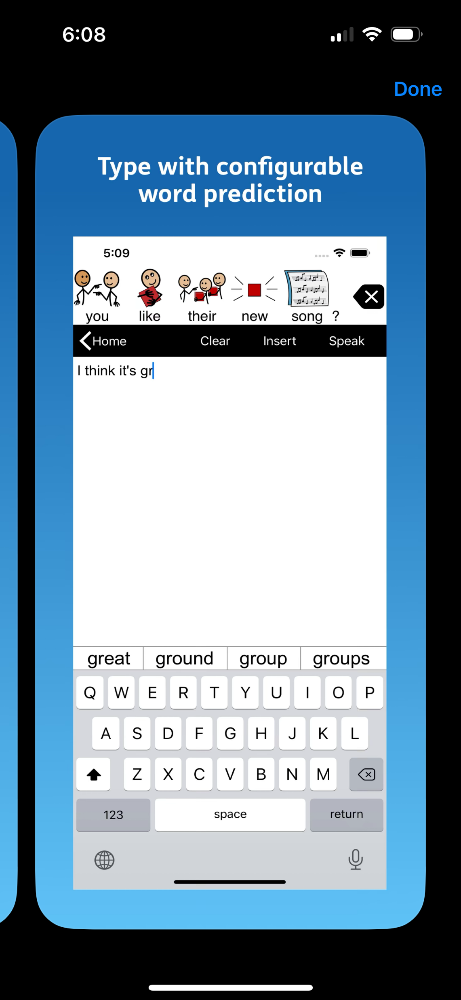 6:08
Done
Type with configurable
word prediction
5:09
you like their new song ?
Home Clear Insert Speak
I think it's gr
great ground group groups
Q W E R T Y U I O P
A S D F G H J K L
Z X C V B N M
123 space return